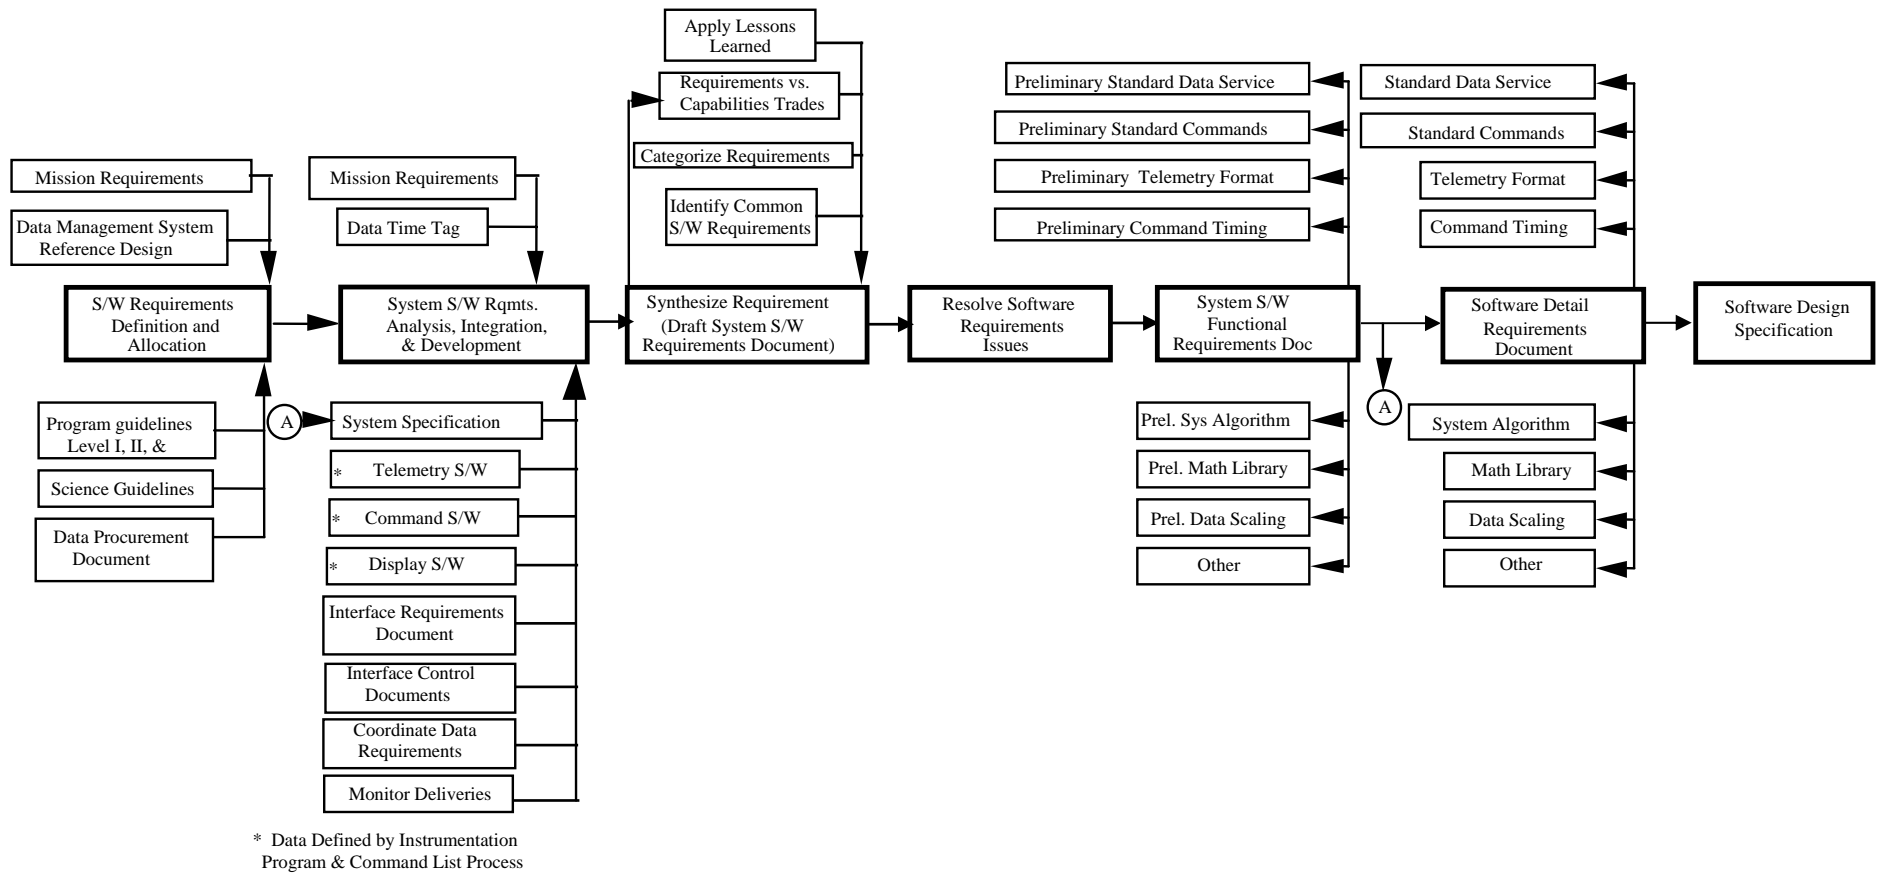 Apply Lessons
Learned
Requirements vs.
Capabilities Trades
Categorize Requirements
Identify Common
S/W Requirements
Mission Requirements
Data Management System
Reference Design
Mission Requirements
Data Time Tag
Preliminary Standard Data Service
Preliminary Standard Commands
Preliminary Telemetry Format
Preliminary Command Timing
Standard Data Service
Standard Commands
Telemetry Format
Command Timing
S/W Requirements
Definition and
Allocation
System S/W Rqmts.
Analysis, Integration,
& Development
Synthesize Requirement
(Draft System S/W
Requirements Document)
Resolve Software
Requirements
Issues
System S/W
Functional
Requirements Doc
Software Detail
Requirements
Document
Software Design
Specification
Program guidelines
Level I, II, &
Science Guidelines
Data Procurement
Document
A
System Specification
* Telemetry S/W
* Command S/W
* Display S/W
Interface Requirements
Document
Interface Control
Documents
Coordinate Data
Requirements
Monitor Deliveries
Prel. Sys Algorithm
Prel. Math Library
Prel. Data Scaling
Other
A
System Algorithm
Math Library
Data Scaling
Other
* Data Defined by Instrumentation
Program & Command List Process